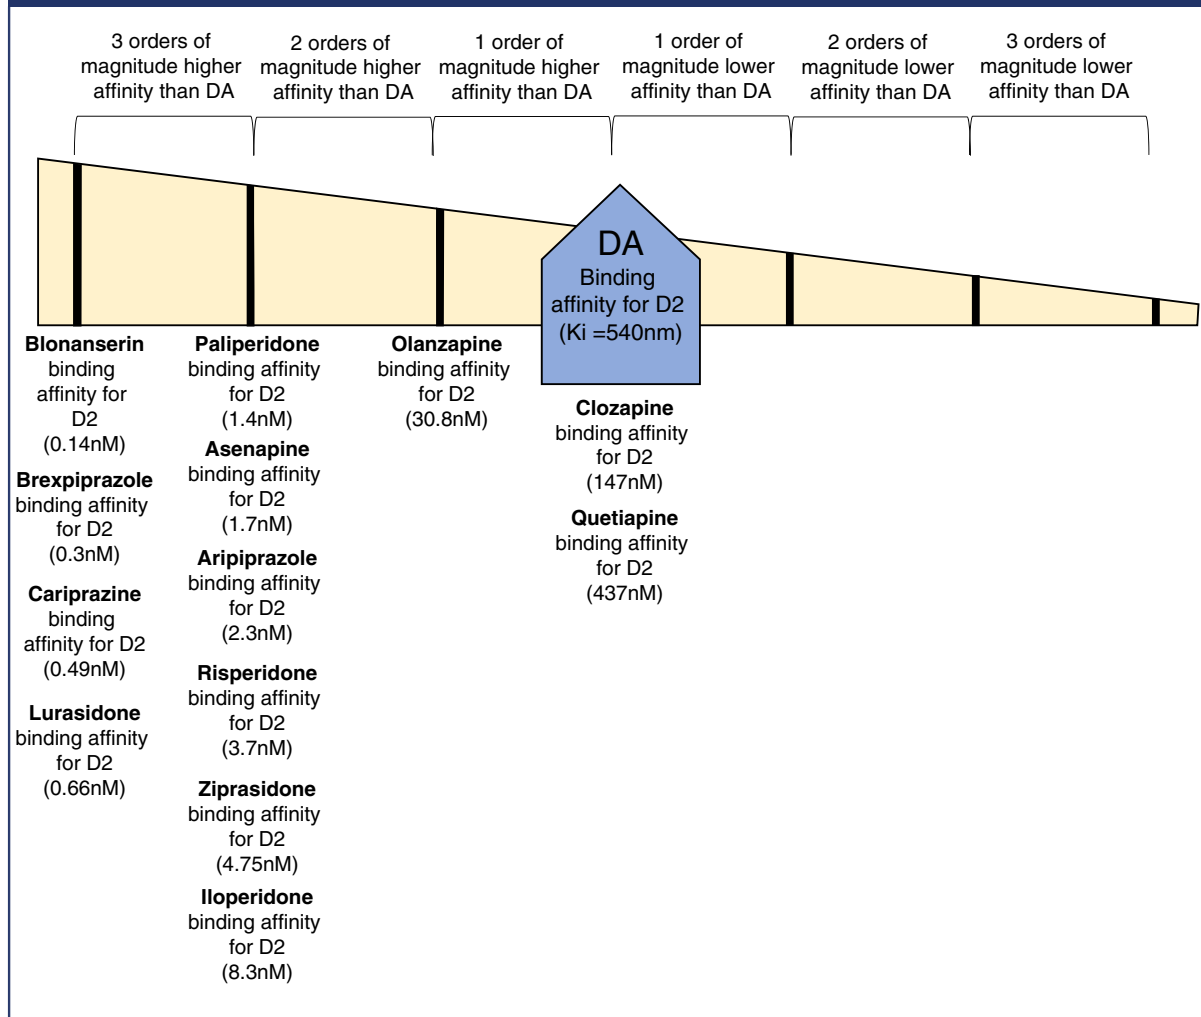 3 orders of
magnitude higher
affinity than DA
2 orders of
magnitude higher
affinity than DA
1 order of
magnitude higher
affinity than DA
1 order of
magnitude lower
affinity than DA
2 orders of
magnitude lower
affinity than DA
3 orders of
magnitude lower
affinity than DA
DA
Binding
affinity for D2
(Ki =540nm)
Blonanserin
binding
affinity for
D2
(0.14nM)
Brexpiprazole
binding affinity
for D2
(0.3nM)
Cariprazine
binding
affinity for D2
(0.49nM)
Lurasidone
binding affinity
for D2
(0.66nM)
Paliperidone
binding affinity
for D2
(1.4nM)
Asenapine
binding affinity
for D2
(1.7nM)
Aripiprazole
binding affinity
for D2
(2.3nM)
Risperidone
binding affinity
for D2
(3.7nM)
Ziprasidone
binding affinity
for D2
(4.75nM)
Iloperidone
binding affinity
for D2
(8.3nM)
Olanzapine
binding affinity
for D2
(30.8nM)
Clozapine
binding affinity
for D2
(147nM)
Quetiapine
binding affinity
for D2
(437nM)